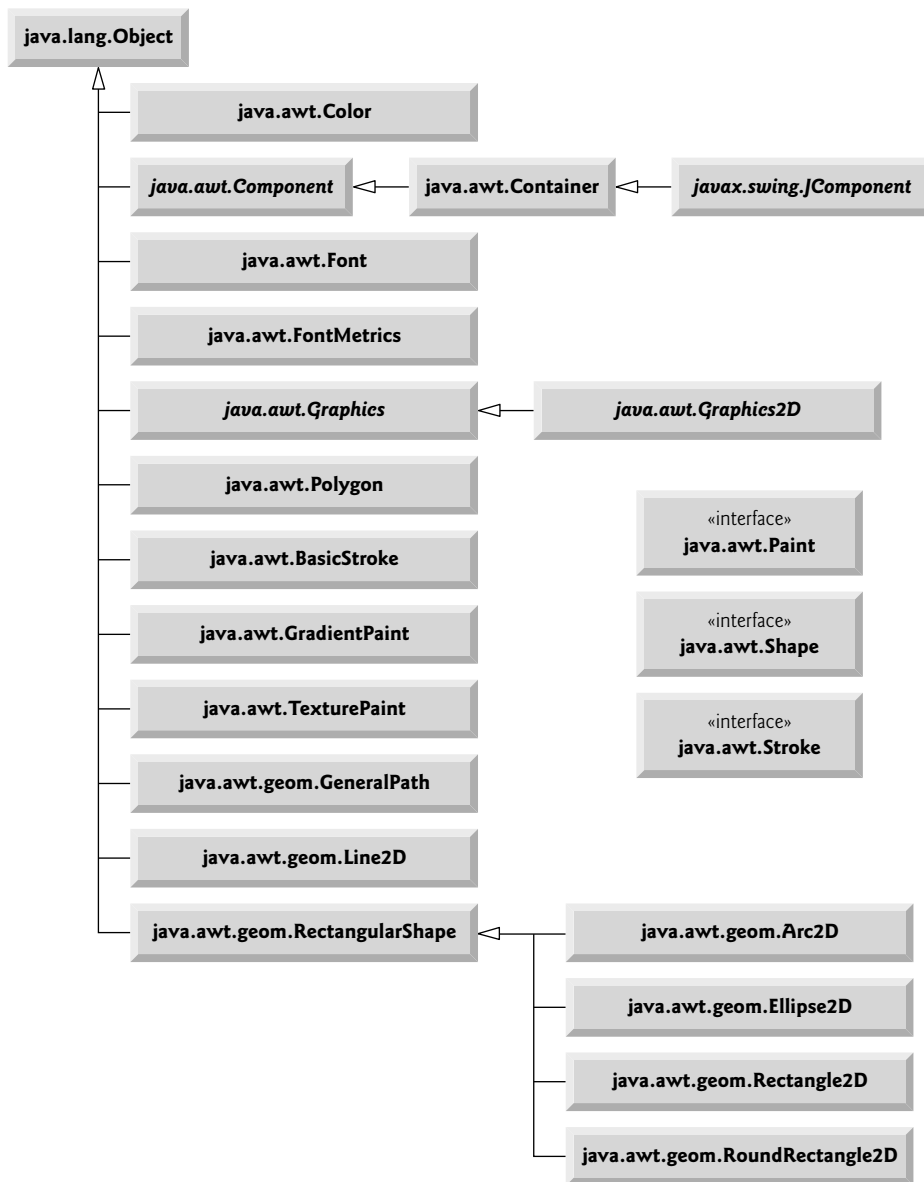 java.lang.Object
java.awt.Color
java.awt.Component
java.awt.Container
javax.swing.JComponent
java.awt.Font
java.awt.FontMetrics
java.awt.Graphics
java.awt.Graphics2D
java.awt.Polygon
«interface»
java.awt.Paint
java.awt.BasicStroke
java.awt.GradientPaint
«interface»
java.awt.Shape
java.awt.TexturePaint
«interface»
java.awt.Stroke
java.awt.geom.GeneralPath
java.awt.geom.Line2D
java.awt.geom.RectangularShape
java.awt.geom.Arc2D
java.awt.geom.Ellipse2D
java.awt.geom.Rectangle2D
java.awt.geom.RoundRectangle2D